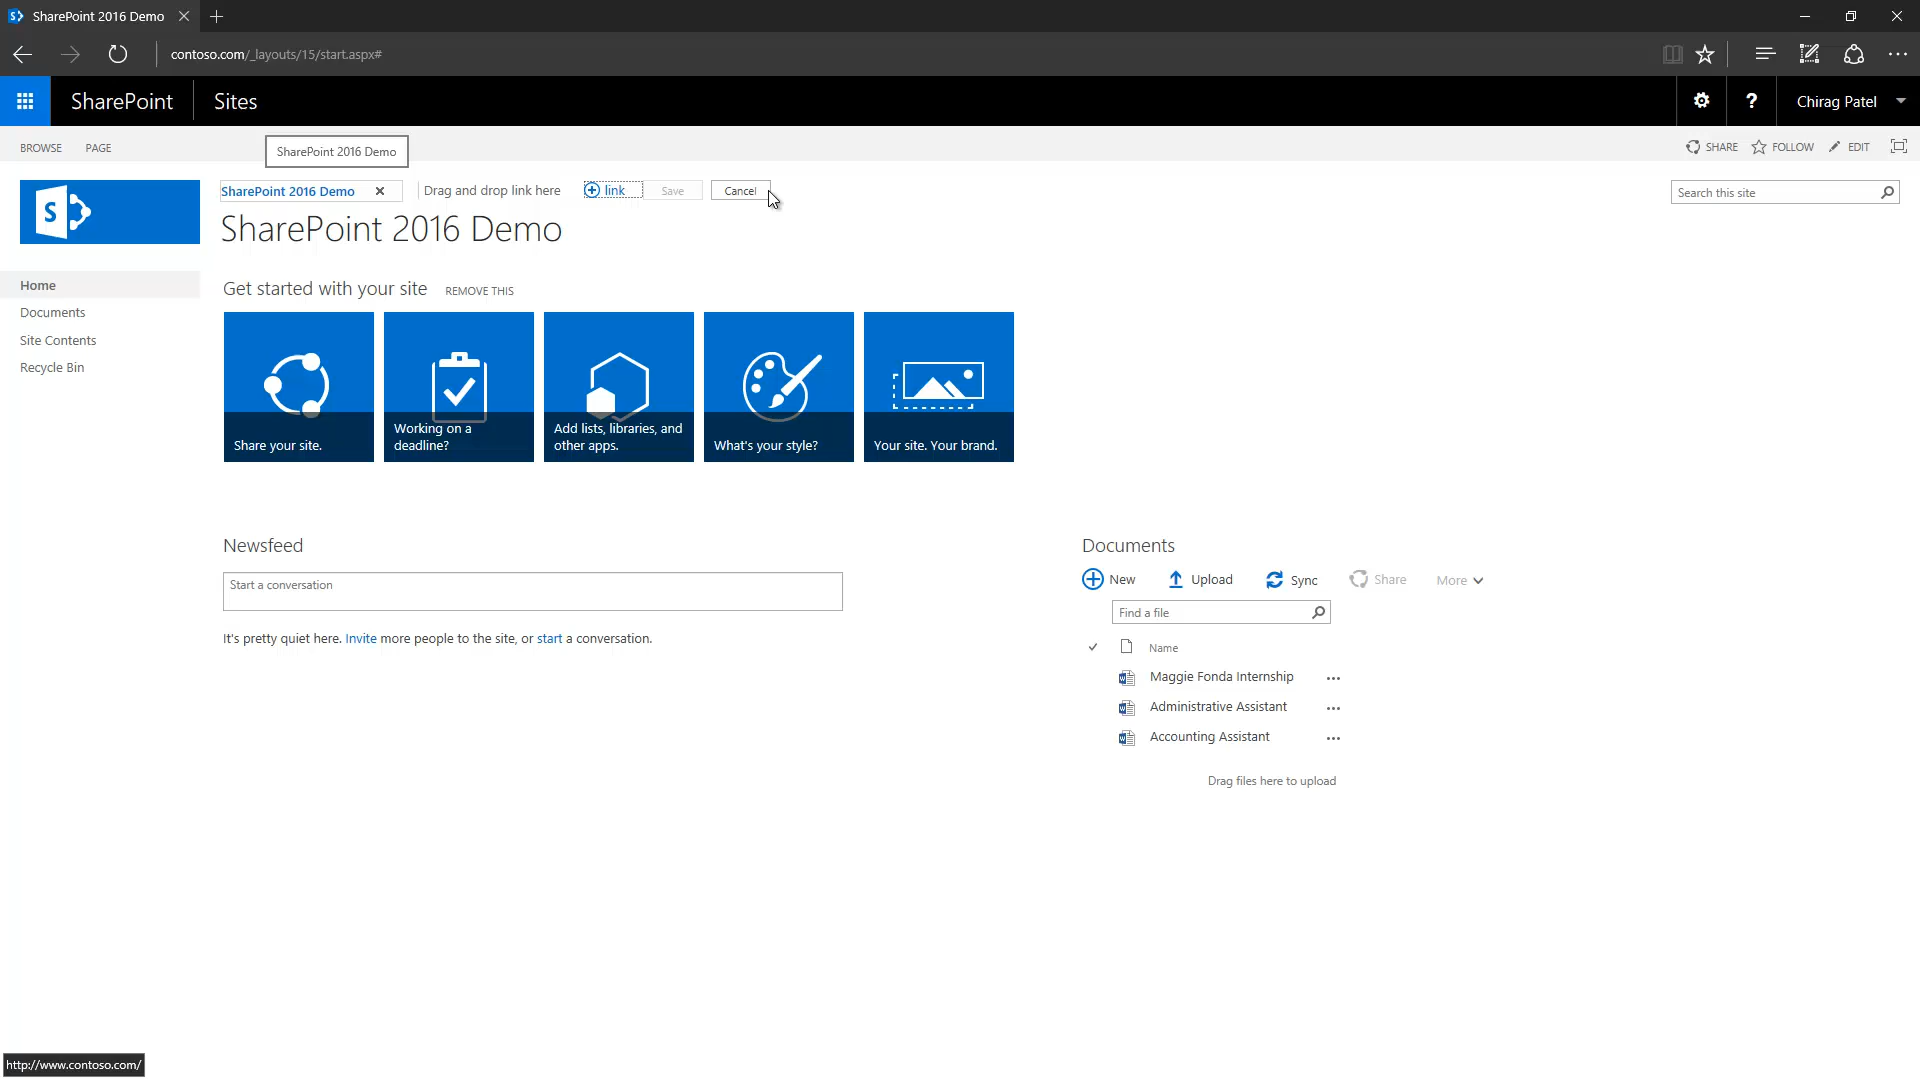 SharePoint 2016 Demo
contoso.com/_layouts/15/start.aspx#
SharePoint Sites ? Chirag Patel
BROWSE PAGE SharePoint 2016 Demo SHARE FOLLOW EDIT
SharePoint 2016 Demo Drag and drop link here link Save Cancel Search this site
SharePoint 2016 Demo
Home
Documents
Site Contents
Recycle Bin
Get started with your site REMOVE THIS
Share your site.
Working on a
deadline?
Add lists, libraries, and
other apps.
What's your style?
Your site. Your brand.
Newsfeed
Start a conversation
It's pretty quiet here. Invite more people to the site, or start a conversation.
Documents
New Upload Sync Share More
Find a file
Name
Maggie Fonda Internship ...
Administrative Assistant ...
Accounting Assistant ...
Drag files here to upload
http://www.contoso.com/